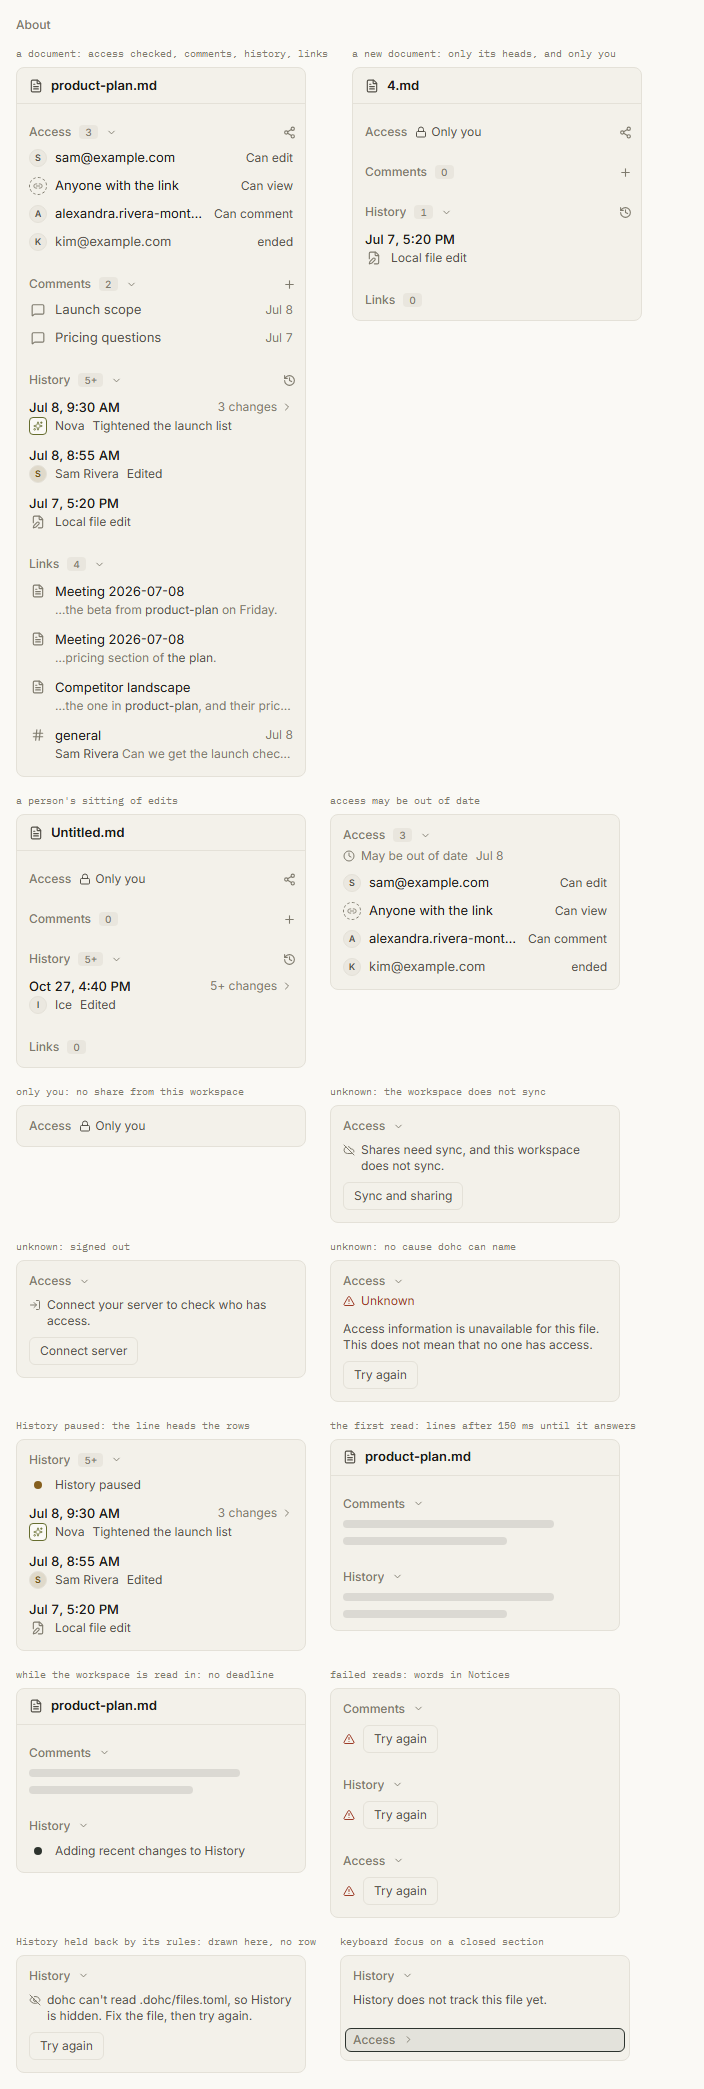 About
a document: access checked, comments, history, links
product-plan.md
Access 3
S sam@example.com Can edit
Anyone with the link Can view
A alexandra.rivera-mont... Can comment
K kim@example.com ended
Comments 2
Launch scope Jul 8
Pricing questions Jul 7
History 5+
Jul 8, 9:30 AM 3 changes
Nova Tightened the launch list
Jul 8, 8:55 AM
S Sam Rivera Edited
Jul 7, 5:20 PM
Local file edit
Links 4
Meeting 2026-07-08
...the beta from product-plan on Friday.
Meeting 2026-07-08
...pricing section of the plan.
Competitor landscape
...the one in product-plan, and their pric...
general Jul 8
Sam Rivera Can we get the launch chec...
a new document: only its heads, and only you
4.md
Access Only you
Comments 0
History 1
Jul 7, 5:20 PM
Local file edit
Links 0
a person's sitting of edits
Untitled.md
Access Only you
Comments 0
History 5+
Oct 27, 4:40 PM 5+ changes
I Ice Edited
Links 0
access may be out of date
Access 3
May be out of date Jul 8
S sam@example.com Can edit
Anyone with the link Can view
A alexandra.rivera-mont... Can comment
K kim@example.com ended
only you: no share from this workspace
Access Only you
unknown: the workspace does not sync
Access
Shares need sync, and this workspace
does not sync.
Sync and sharing
unknown: signed out
Access
Connect your server to check who has
access.
Connect server
unknown: no cause dohc can name
Access
Unknown
Access information is unavailable for this file.
This does not mean that no one has access.
Try again
History paused: the line heads the rows
History 5+
History paused
Jul 8, 9:30 AM 3 changes
Nova Tightened the launch list
Jul 8, 8:55 AM
S Sam Rivera Edited
Jul 7, 5:20 PM
Local file edit
the first read: lines after 150 ms until it answers
product-plan.md
Comments
History
while the workspace is read in: no deadline
product-plan.md
Comments
History
Adding recent changes to History
failed reads: words in Notices
Comments
Try again
History
Try again
Access
Try again
History held back by its rules: drawn here, no row
History
dohc can't read .dohc/files.toml, so History
is hidden. Fix the file, then try again.
Try again
keyboard focus on a closed section
History
History does not track this file yet.
Access